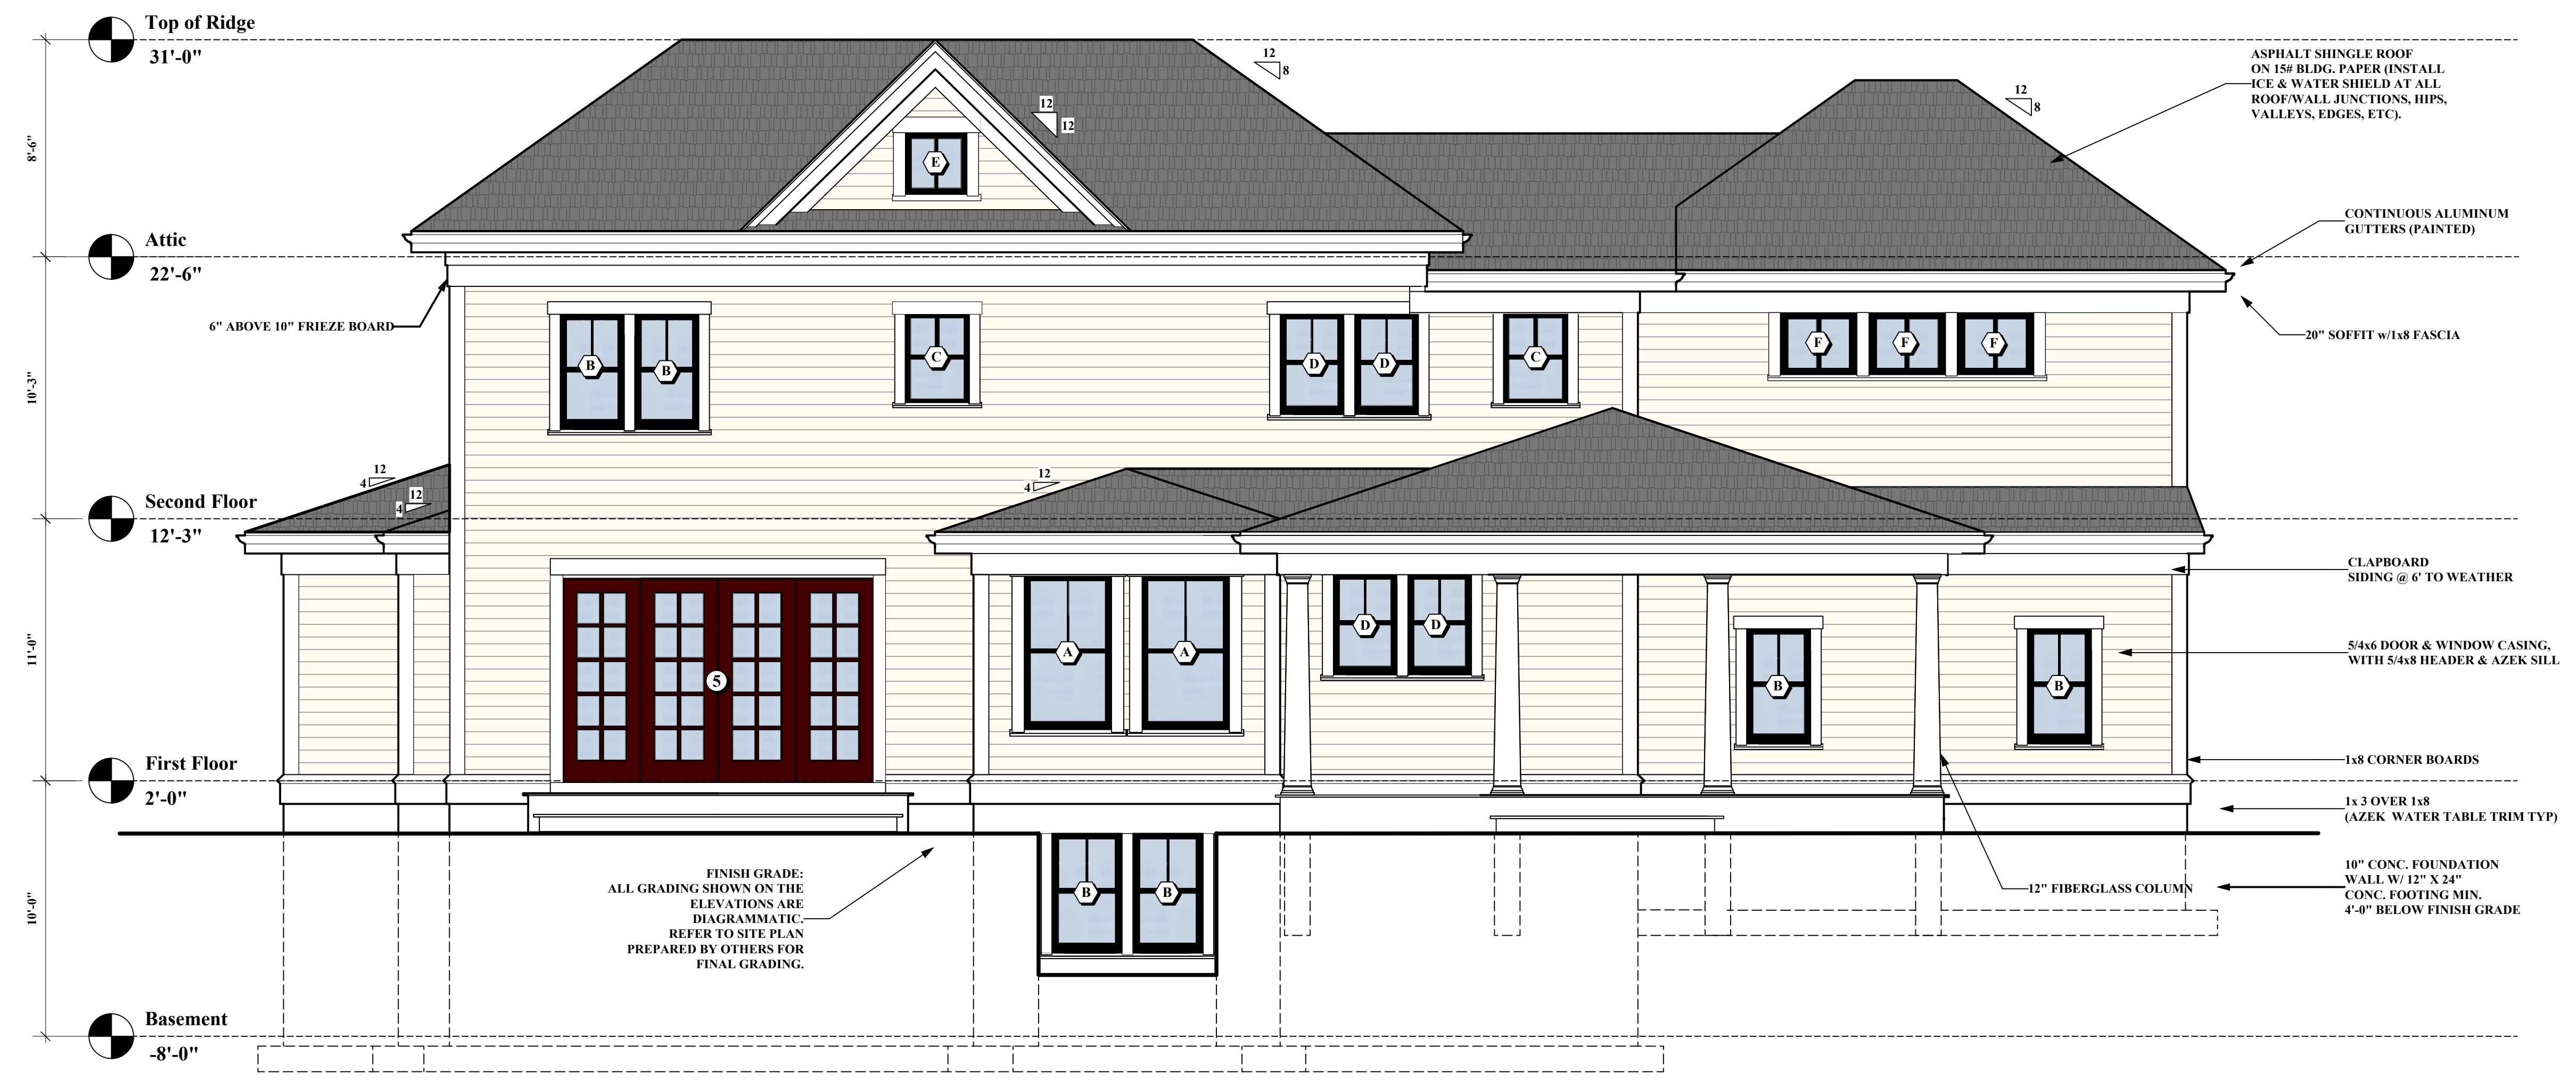 Top of Ridge
31'-0"
8'-6"
Attic
22'-6"
10'-3"
Second Floor
12'-3"
11'-0"
First Floor
2'-0"
10'-0"
Basement
-8'-0"
12
8
12
12
12
8
12
4
12
4
12
4
E
B
B
C
D
D
C
F
F
F
5
A
A
D
D
B
B
B
B
6" ABOVE 10" FRIEZE BOARD
ASPHALT SHINGLE ROOF
ON 15# BLDG. PAPER (INSTALL
ICE & WATER SHIELD AT ALL
ROOF/WALL JUNCTIONS, HIPS,
VALLEYS, EDGES, ETC).
CONTINUOUS ALUMINUM
GUTTERS (PAINTED)
20" SOFFIT w/1x8 FASCIA
CLAPBOARD
SIDING @ 6' TO WEATHER
5/4x6 DOOR & WINDOW CASING,
WITH 5/4x8 HEADER & AZEK SILL
1x8 CORNER BOARDS
1x 3 OVER 1x8
(AZEK WATER TABLE TRIM TYP)
10" CONC. FOUNDATION
WALL W/ 12" X 24"
CONC. FOOTING MIN.
4'-0" BELOW FINISH GRADE
12" FIBERGLASS COLUMN
FINISH GRADE:
ALL GRADING SHOWN ON THE
ELEVATIONS ARE
DIAGRAMMATIC.
REFER TO SITE PLAN
PREPARED BY OTHERS FOR
FINAL GRADING.